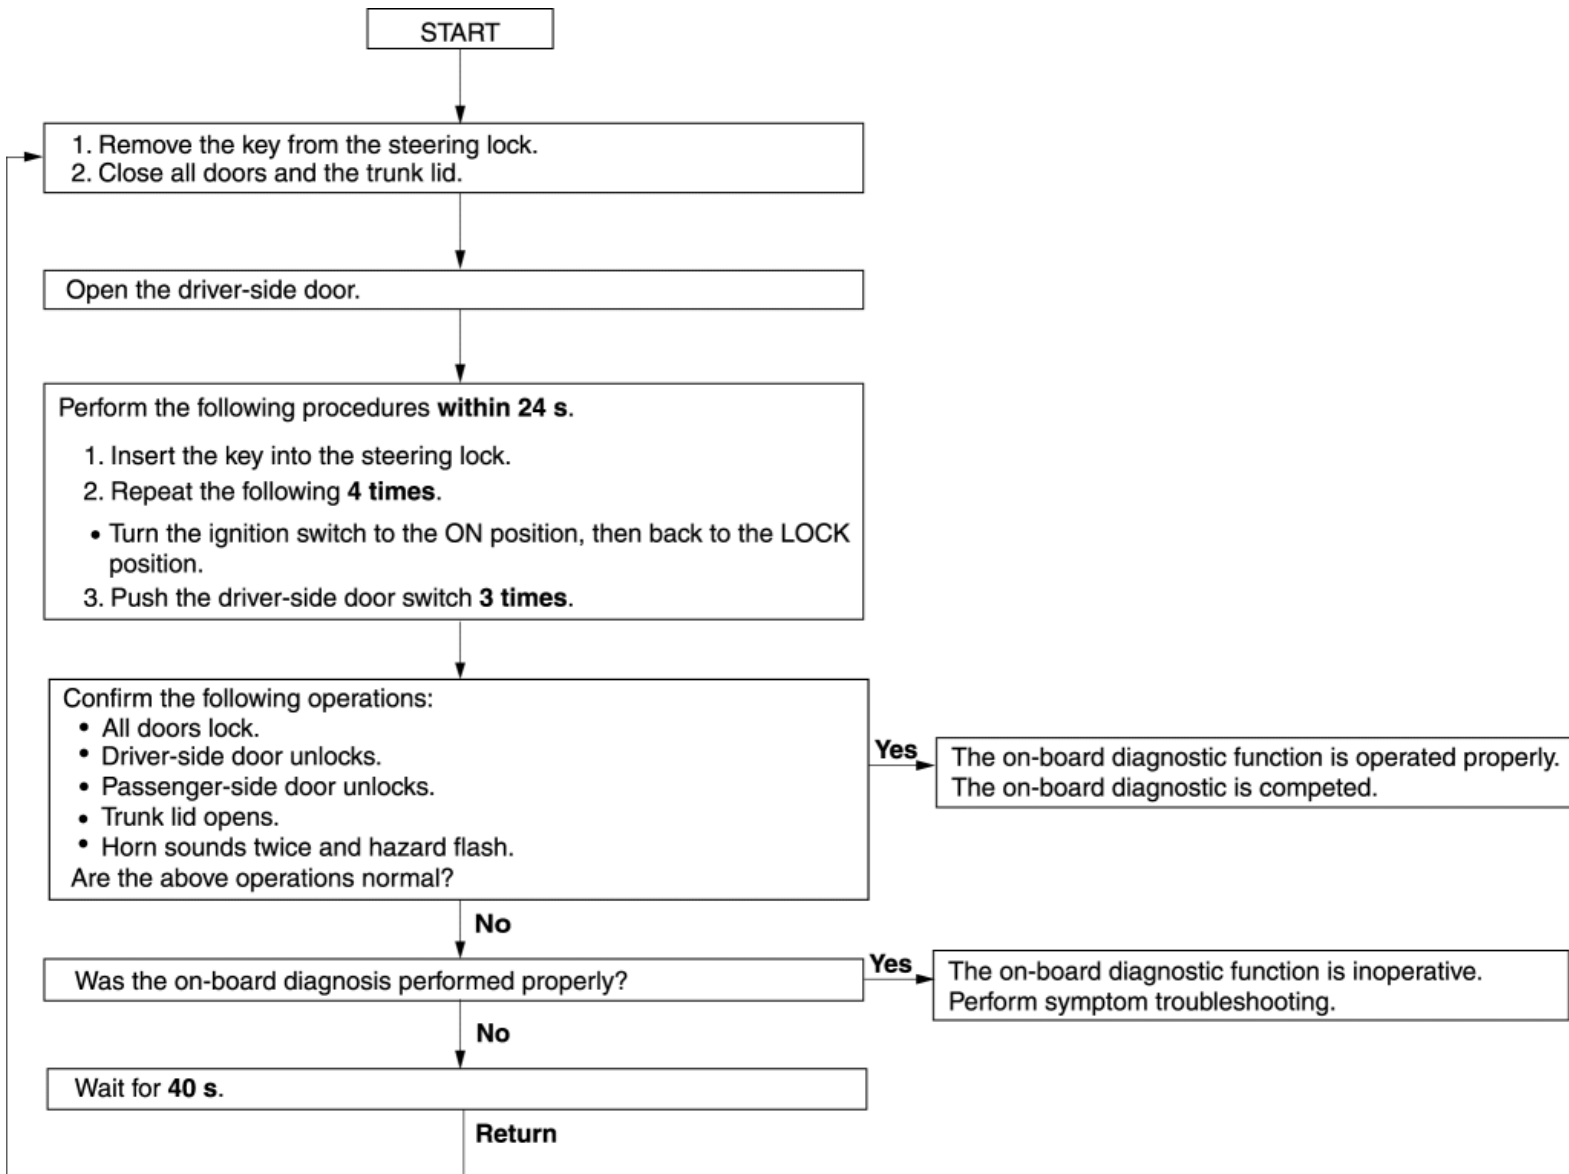 START
1. Remove the key from the steering lock.
2. Close all doors and the trunk lid.
Open the driver-side door.
Perform the following procedures within 24 s.
1. Insert the key into the steering lock.
2. Repeat the following 4 times.
• Turn the ignition switch to the ON position, then back to the LOCK
position.
3. Push the driver-side door switch 3 times.
Confirm the following operations:
• All doors lock.
• Driver-side door unlocks.
• Passenger-side door unlocks.
• Trunk lid opens.
• Horn sounds twice and hazard flash.
Are the above operations normal?
Yes
The on-board diagnostic function is operated properly.
The on-board diagnostic is competed.
No
Was the on-board diagnosis performed properly?
Yes
The on-board diagnostic function is inoperative.
Perform symptom troubleshooting.
No
Wait for 40 s.
Return